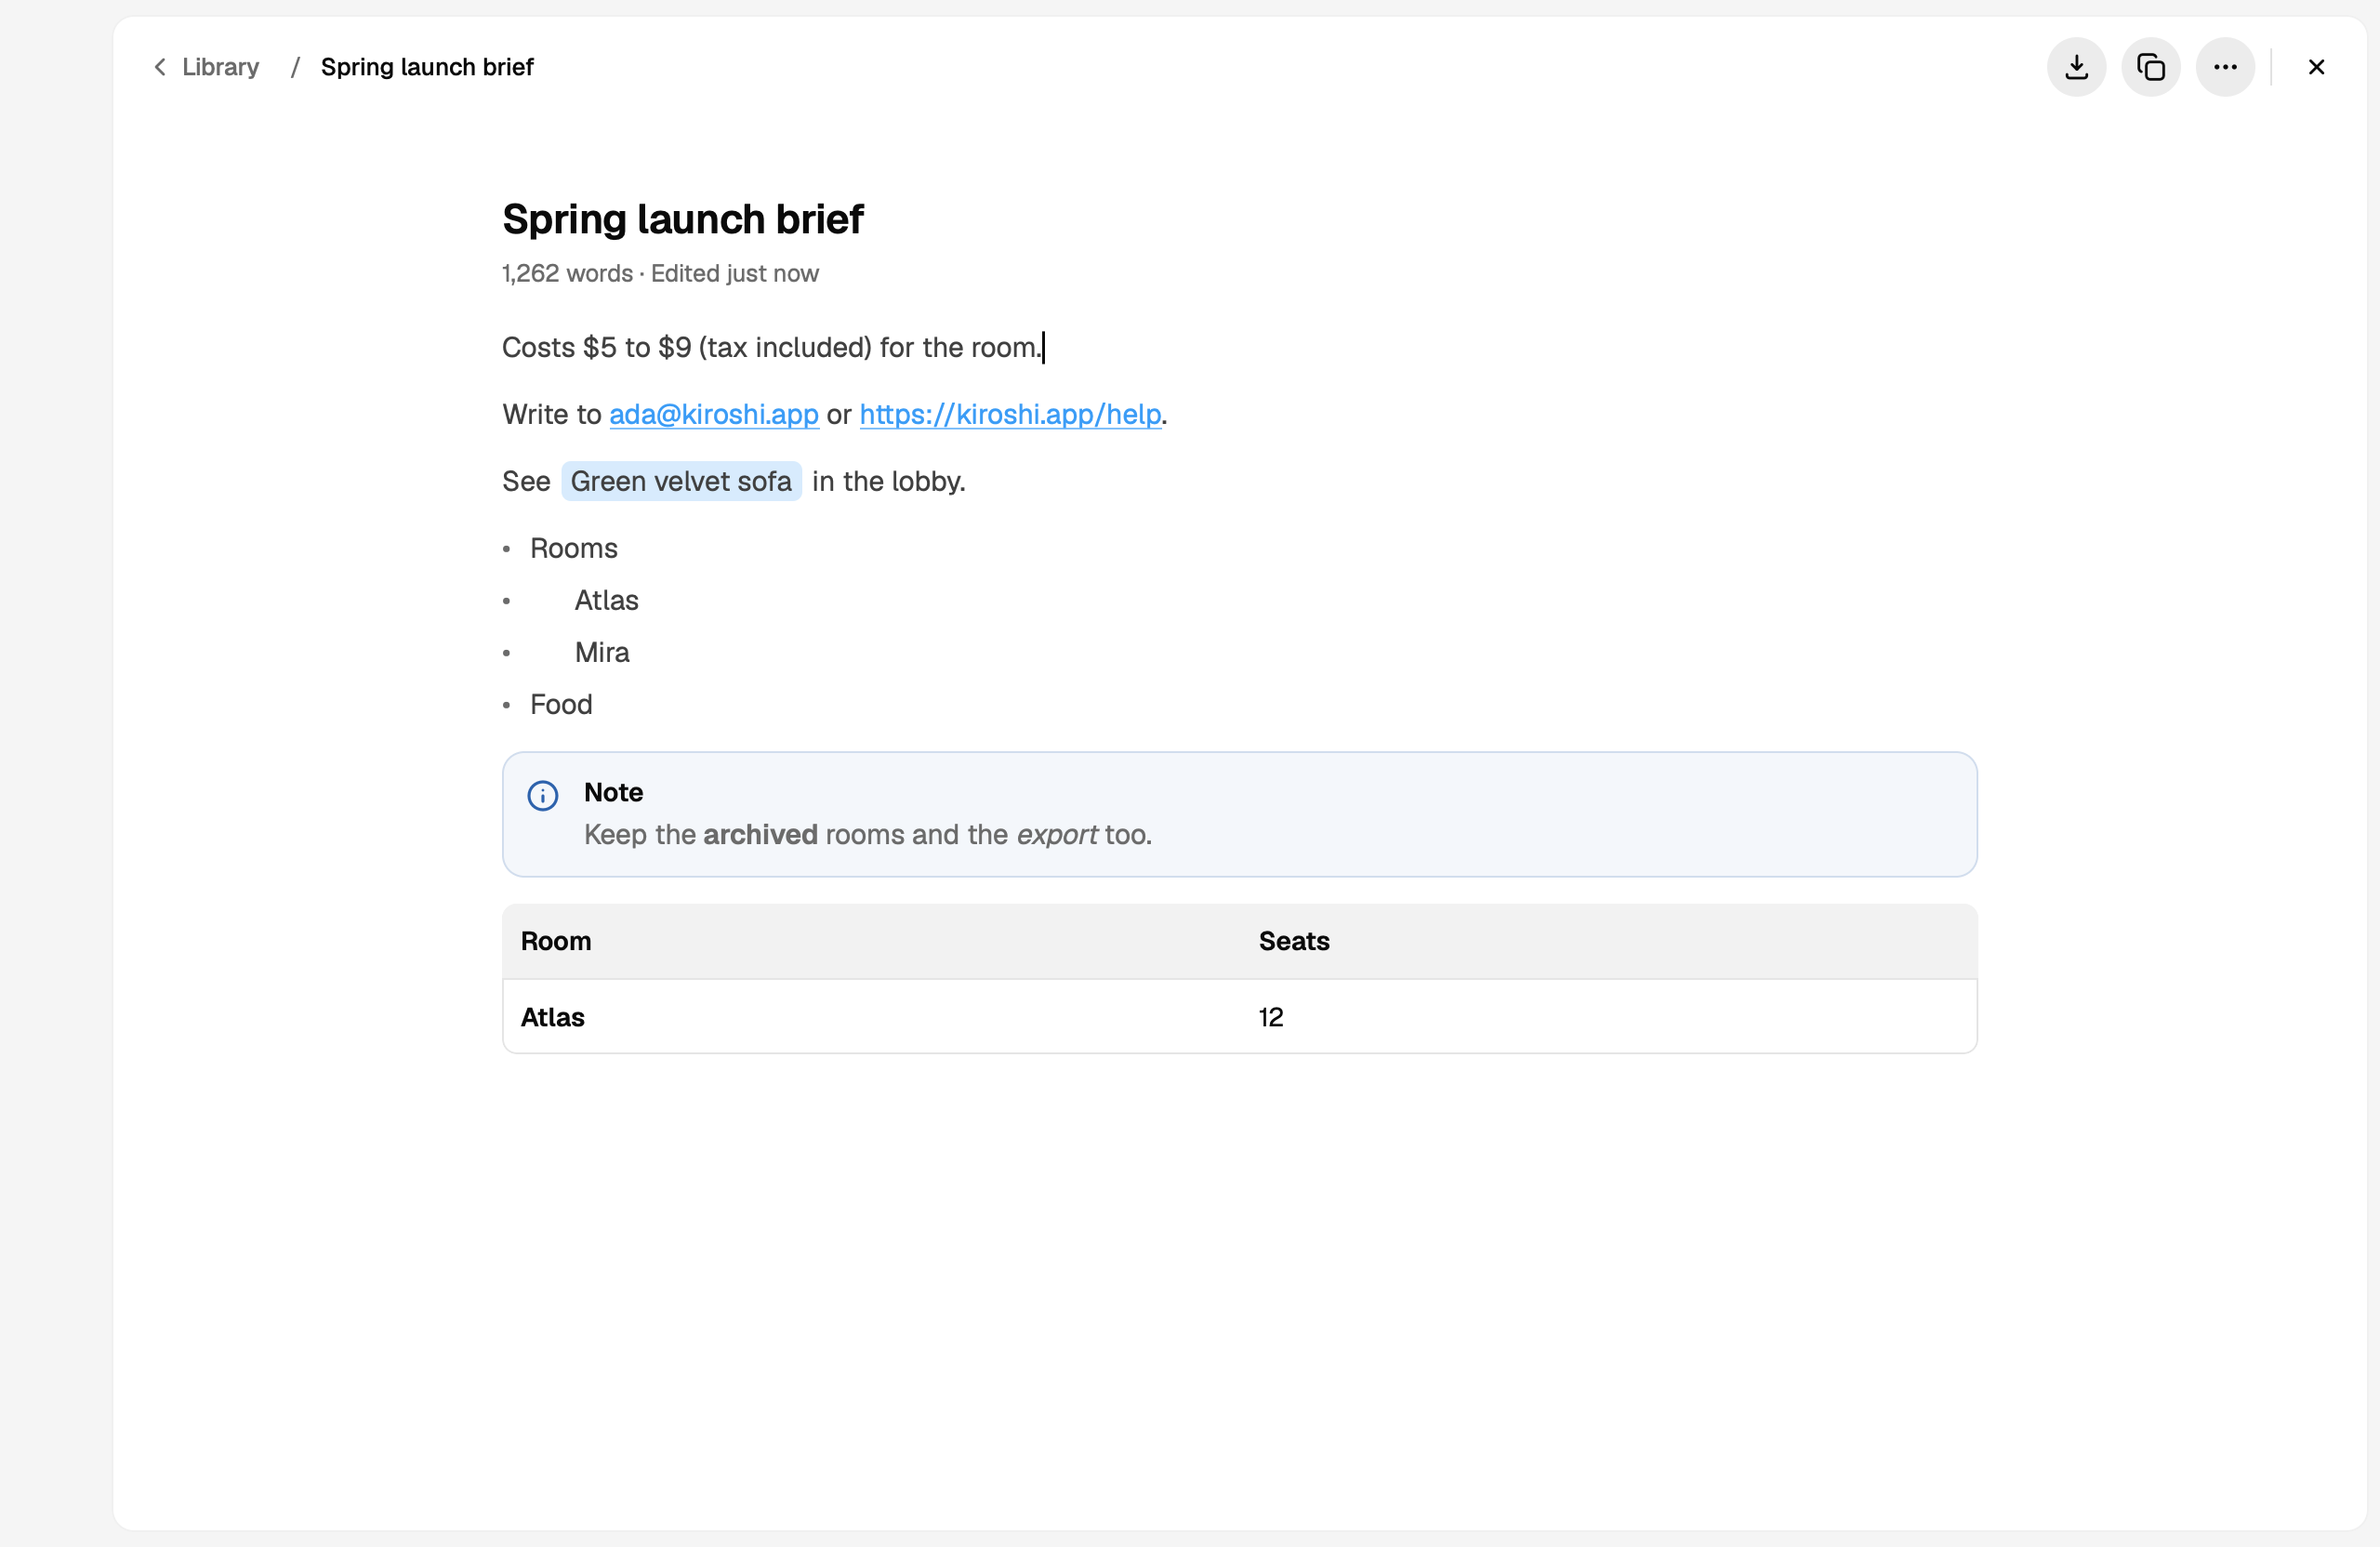 Library / Spring launch brief
Spring launch brief
1,262 words · Edited just now
Costs $5 to $9 (tax included) for the room.
Write to ada@kiroshi.app or https://kiroshi.app/help.
See Green velvet sofa in the lobby.
• Rooms
• Atlas
• Mira
• Food
Note
Keep the archived rooms and the export too.
Room Seats
Atlas 12